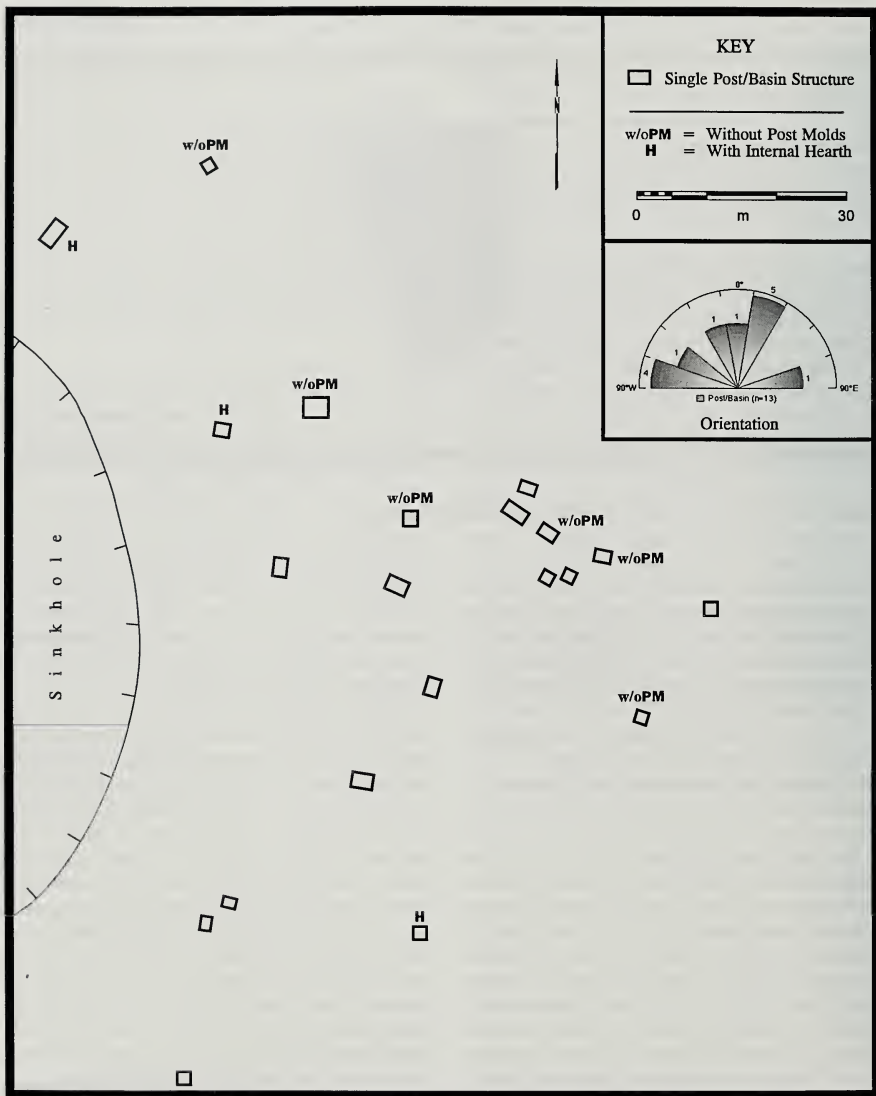 KEY
Single Post/Basin Structure
w/oPM = Without Post Molds
H = With Internal Hearth
0 m 30
N
w/oPM
H
w/oPM
H
w/oPM
w/oPM
w/oPM
w/oPM
H
Sinkhole
0°
5
1
1
1
4
1
90°W
90°E
Post/Basin (n=13)
Orientation